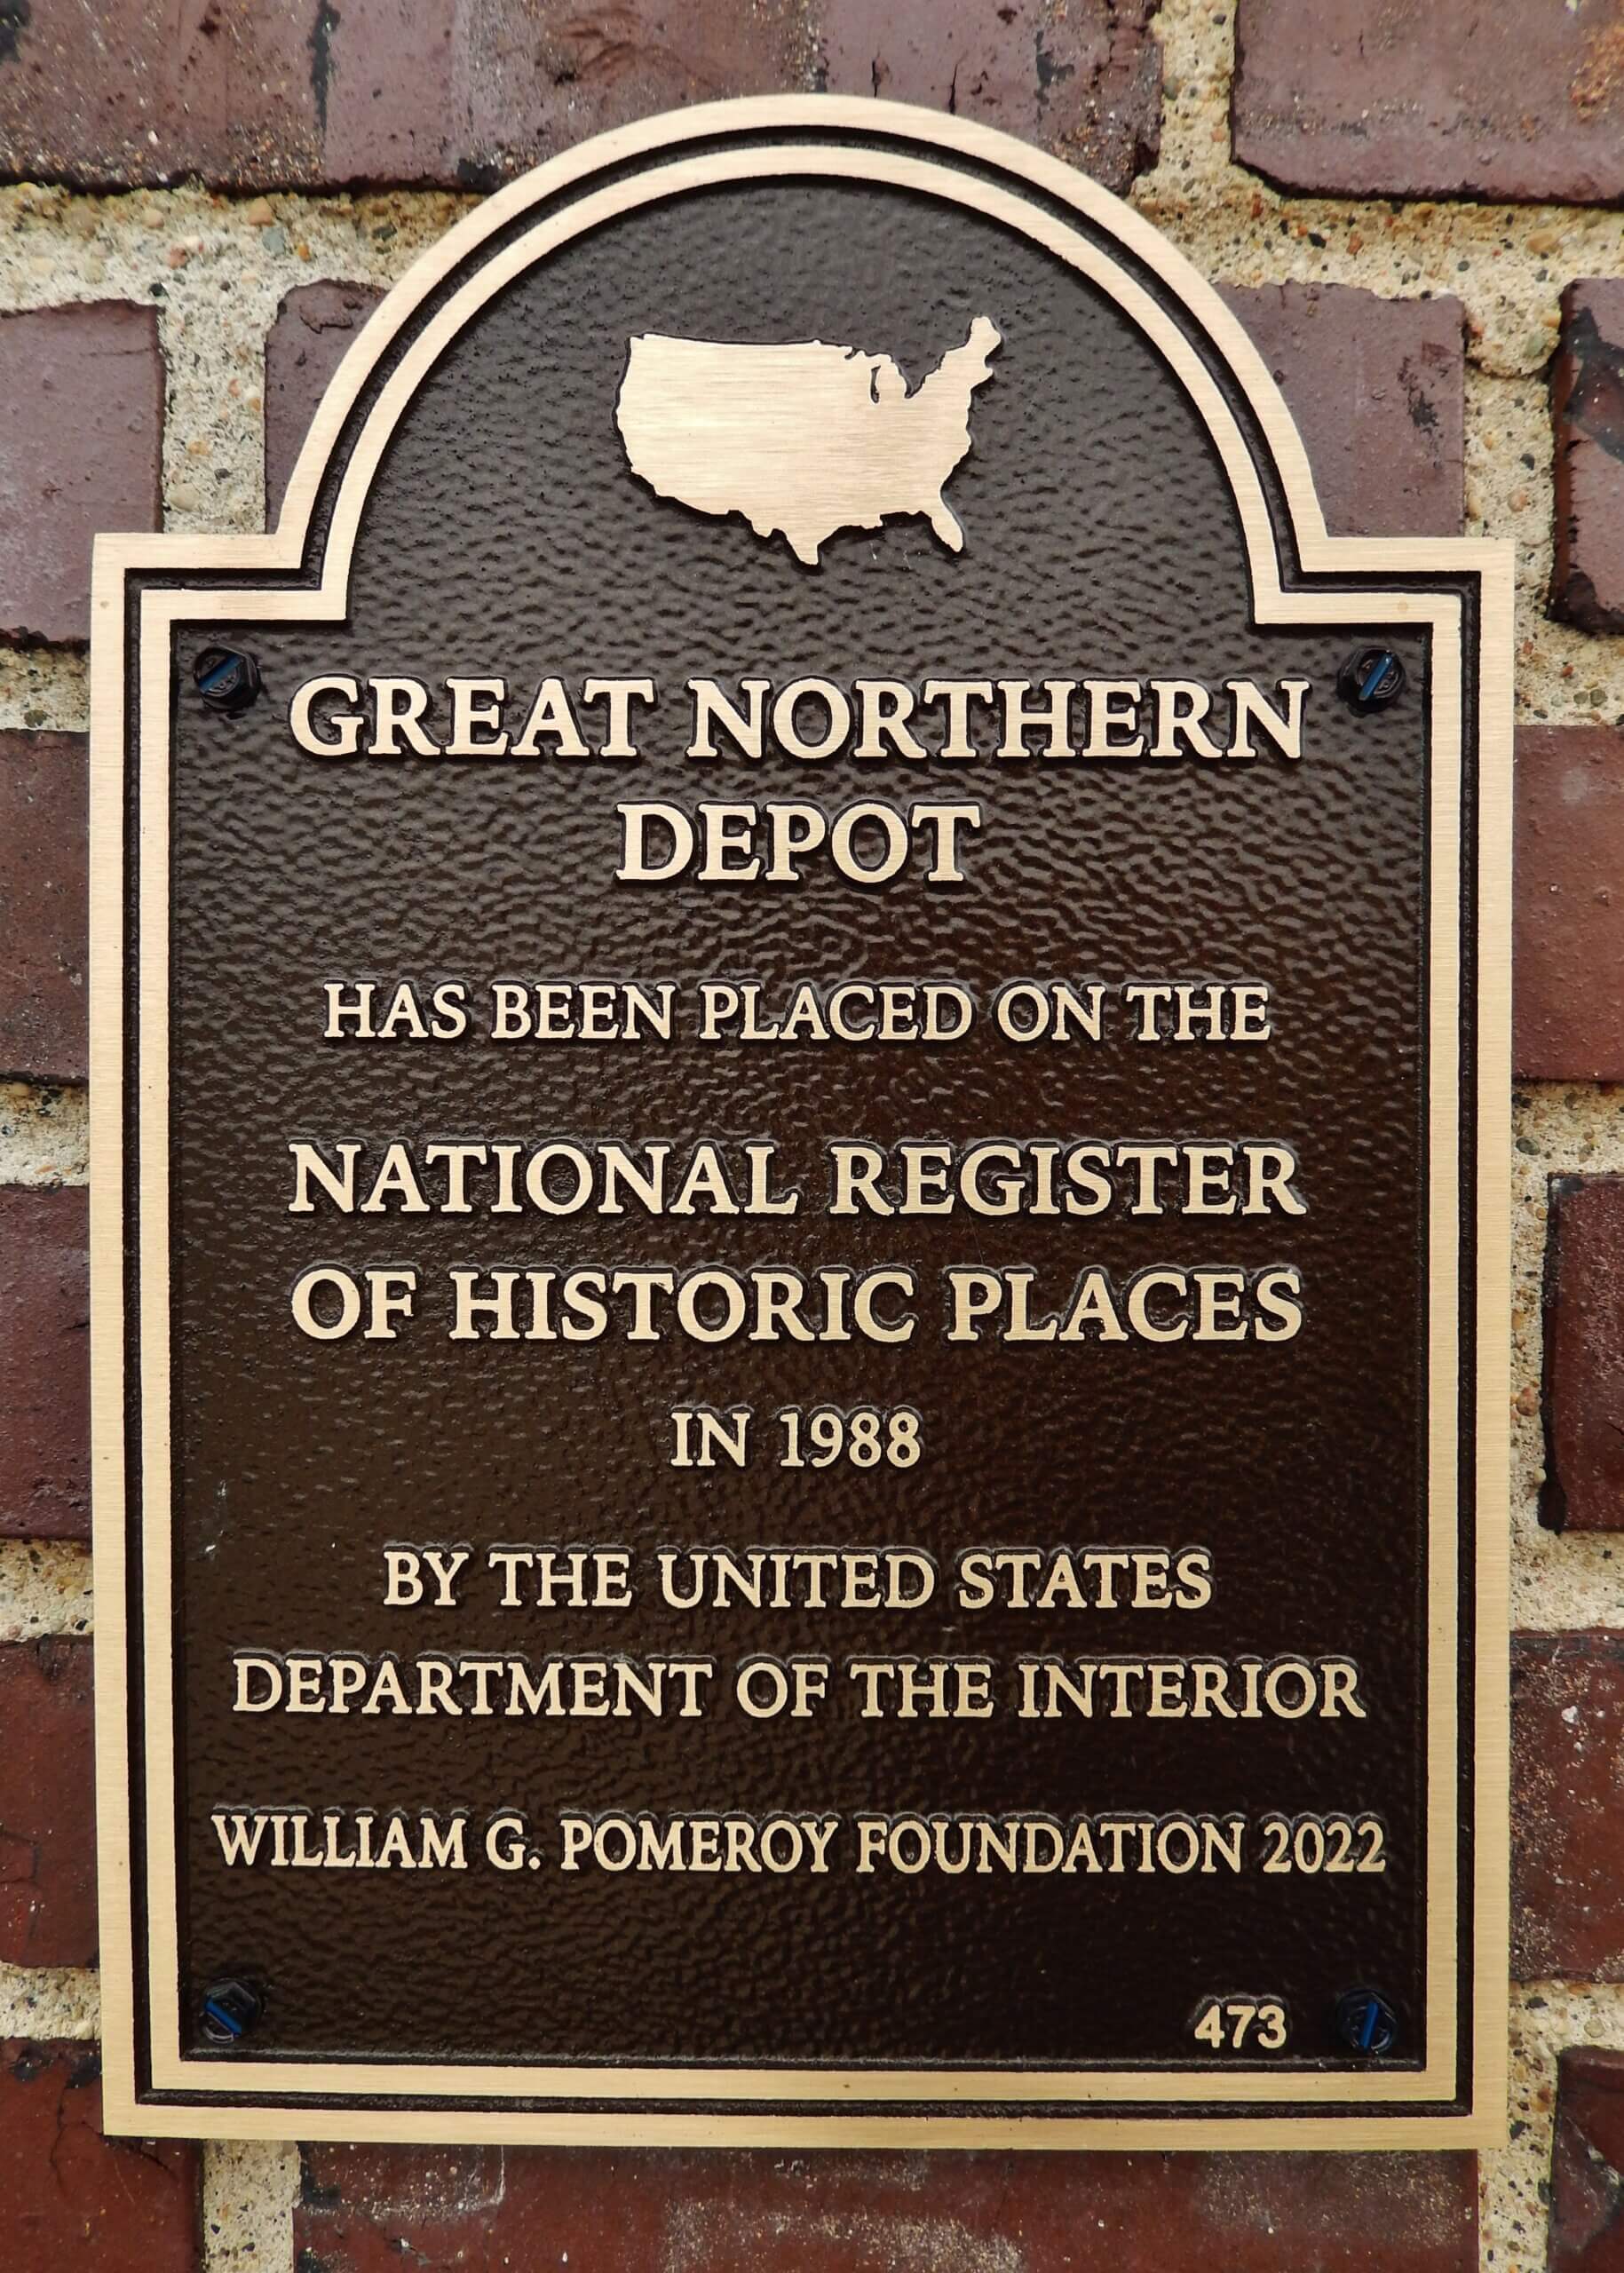 GREAT NORTHERN
DEPOT
HAS BEEN PLACED ON THE
NATIONAL REGISTER
OF HISTORIC PLACES
IN 1988
BY THE UNITED STATES
DEPARTMENT OF THE INTERIOR
WILLIAM G. POMEROY FOUNDATION 2022
473